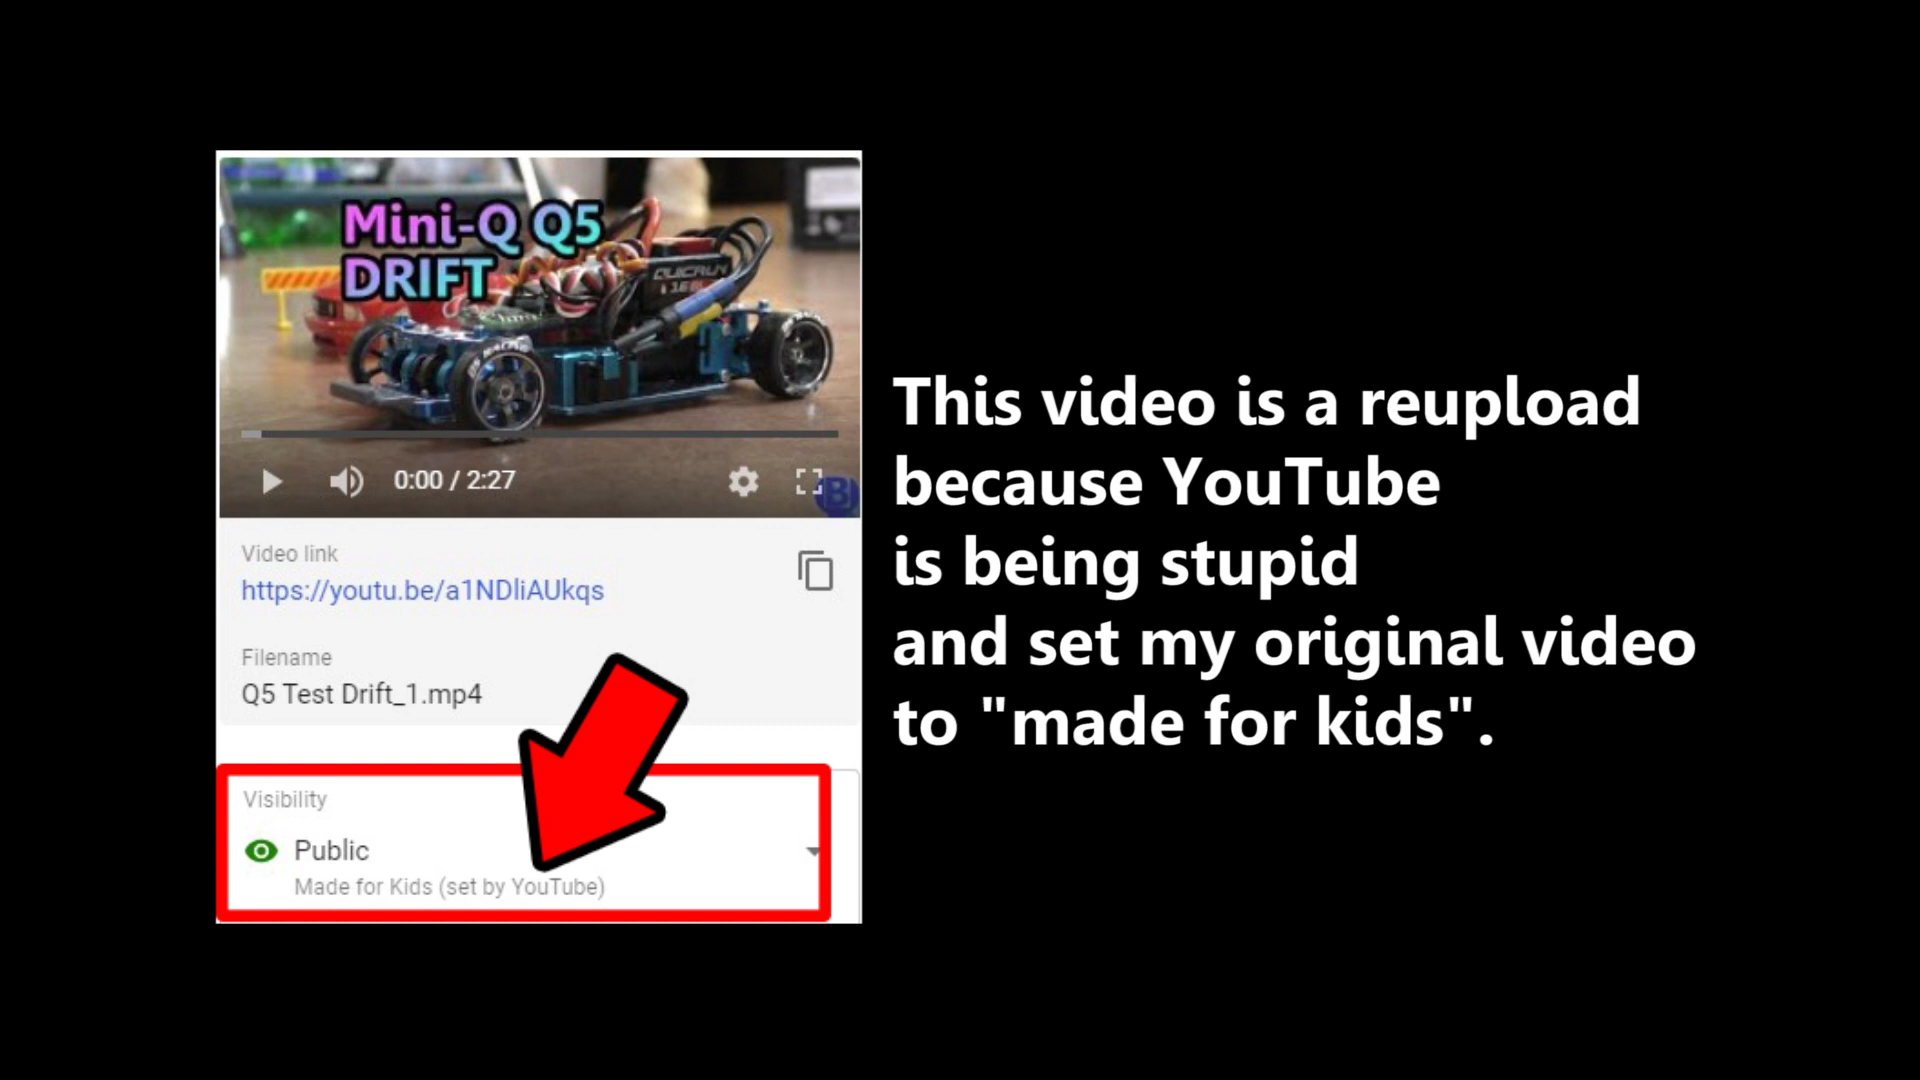 Mini-Q Q5
DRIFT
QUICRUN
0:00 / 2:27
B
Video link
https://youtu.be/a1NDliAUkqs
Filename
Q5 Test Drift_1.mp4
Visibility
Public
Made for Kids (set by YouTube)
This video is a reupload
because YouTube
is being stupid
and set my original video
to "made for kids".